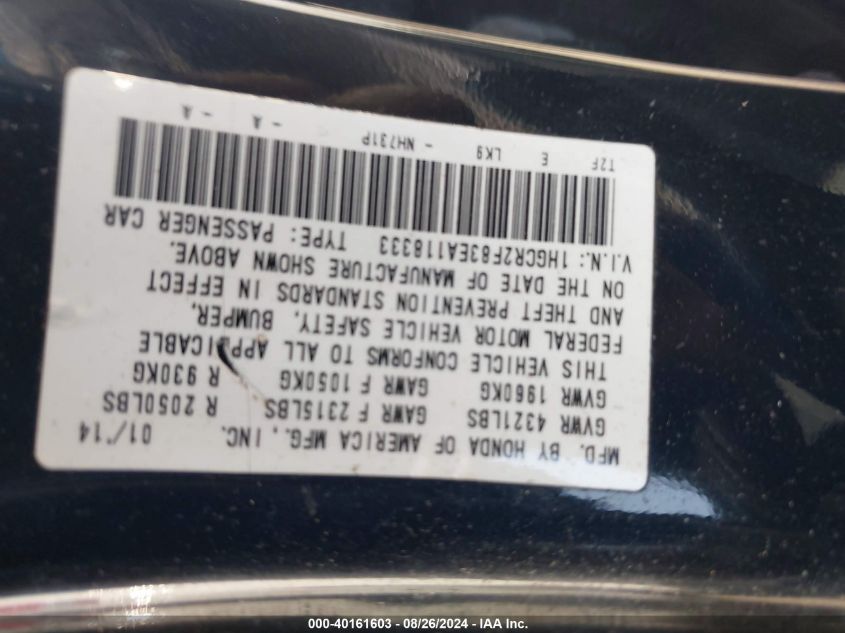 MFD. BY HONDA OF AMERICA MFG., INC. 01/14
GVWR 4321LBS GAWR F 2315LBS R 2050LBS
GVWR 1960KG GAWR F 1050KG R 930KG
THIS VEHICLE CONFORMS TO ALL APPLICABLE
FEDERAL MOTOR VEHICLE SAFETY, BUMPER,
AND THEFT PREVENTION STANDARDS IN EFFECT
ON THE DATE OF MANUFACTURE SHOWN ABOVE.
V.I.N.: 1HGCR2F83EA118333 TYPE: PASSENGER CAR
T2F E LK9 - NH731P - A - A
000-40161603 - 08/26/2024 - IAA Inc.